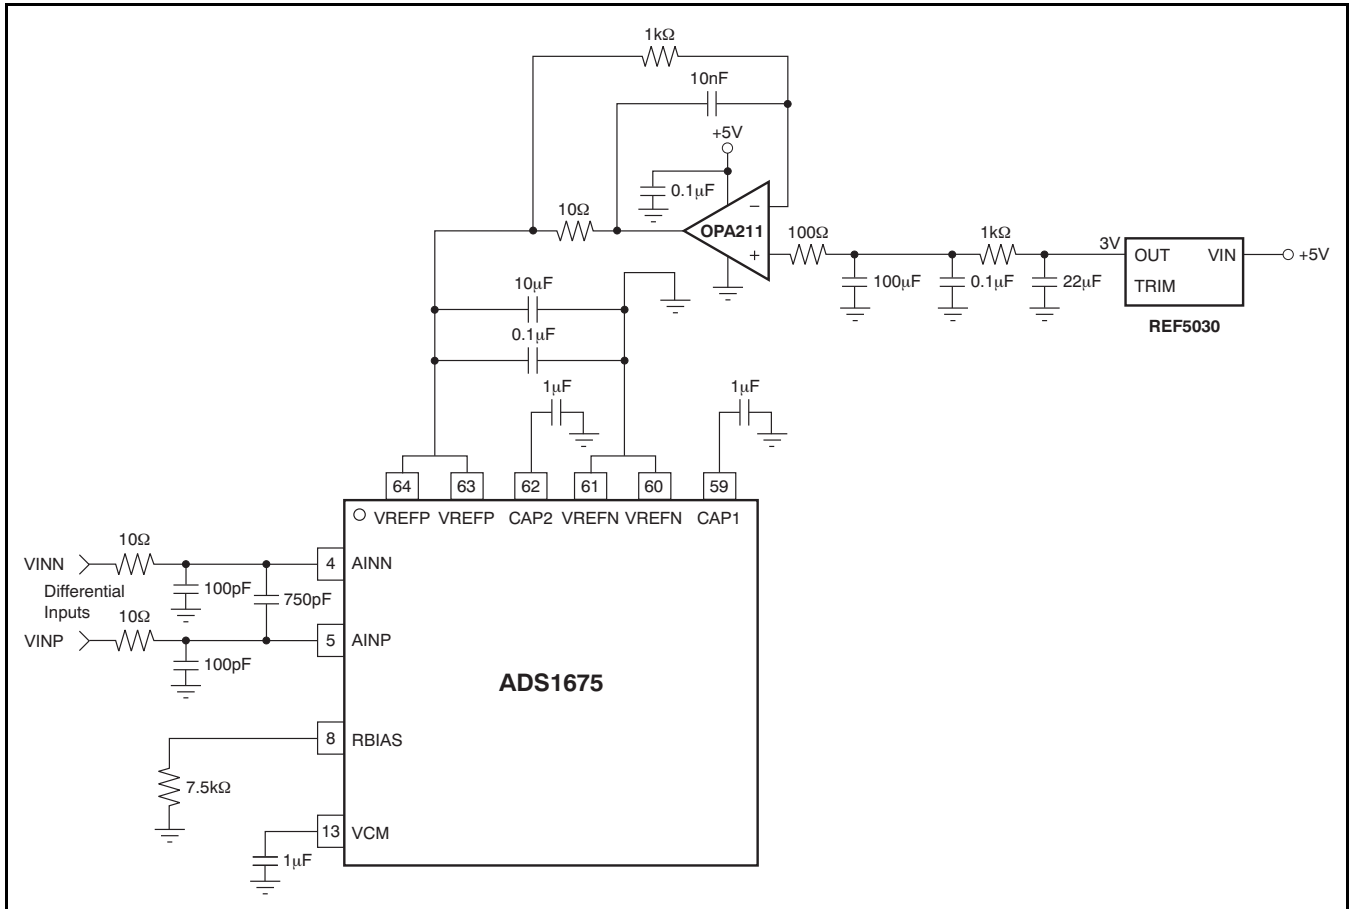 1kΩ
10nF
+5V
0.1μF
10Ω
−
OPA211
+
100Ω
1kΩ
3V
OUT VIN
+5V
TRIM
REF5030
100μF
0.1μF
22μF
10μF
0.1μF
1μF
1μF
64 63 62 61 60 59
VREFP VREFP CAP2 VREFN VREFN CAP1
10Ω
VINN
4 AINN
Differential
Inputs
100pF
750pF
10Ω
VINP
5 AINP
100pF
ADS1675
8 RBIAS
7.5kΩ
13 VCM
1μF